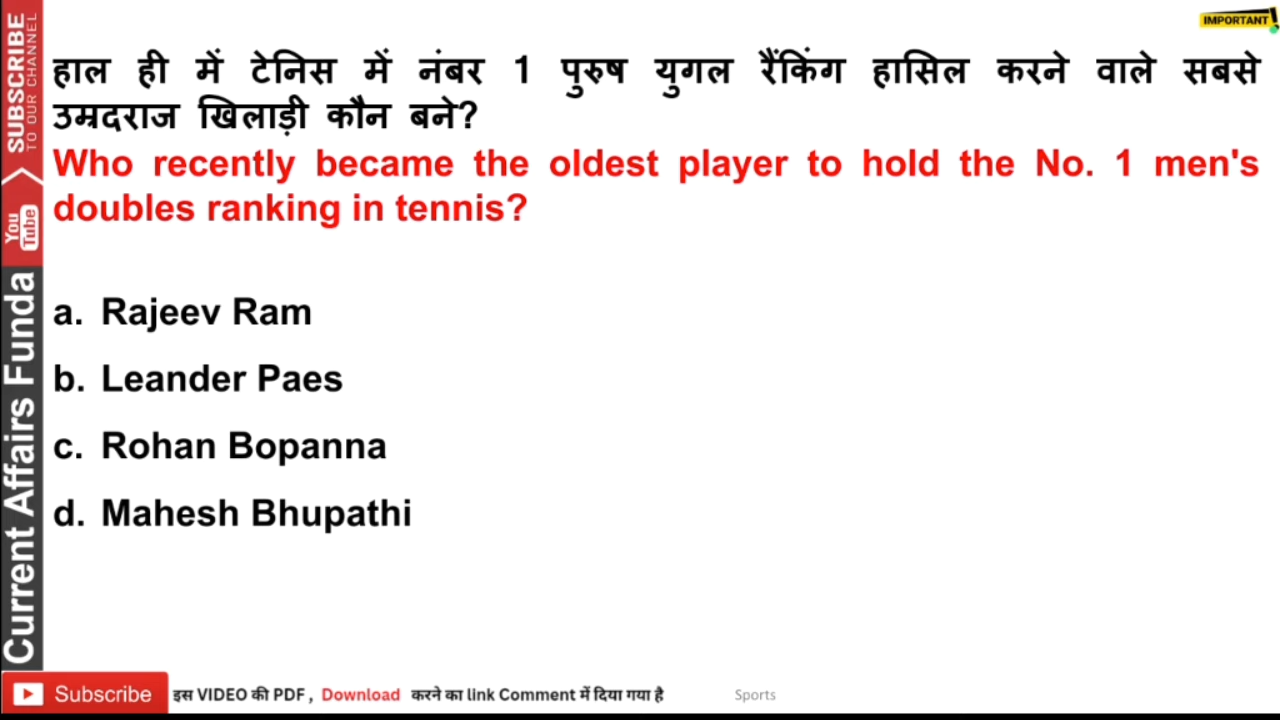 IMPORTANT!
हाल ही में टेनिस में नंबर 1 पुरुष युगल रैंकिंग हासिल करने वाले सबसे
उम्रदराज खिलाड़ी कौन बने?
Who recently became the oldest player to hold the No. 1 men's
doubles ranking in tennis?
a. Rajeev Ram
b. Leander Paes
c. Rohan Bopanna
d. Mahesh Bhupathi
SUBSCRIBE
TO OUR CHANNEL
You
Tube
Current Affairs Funda
Subscribe इस VIDEO की PDF , Download करने का link Comment में दिया गया है Sports